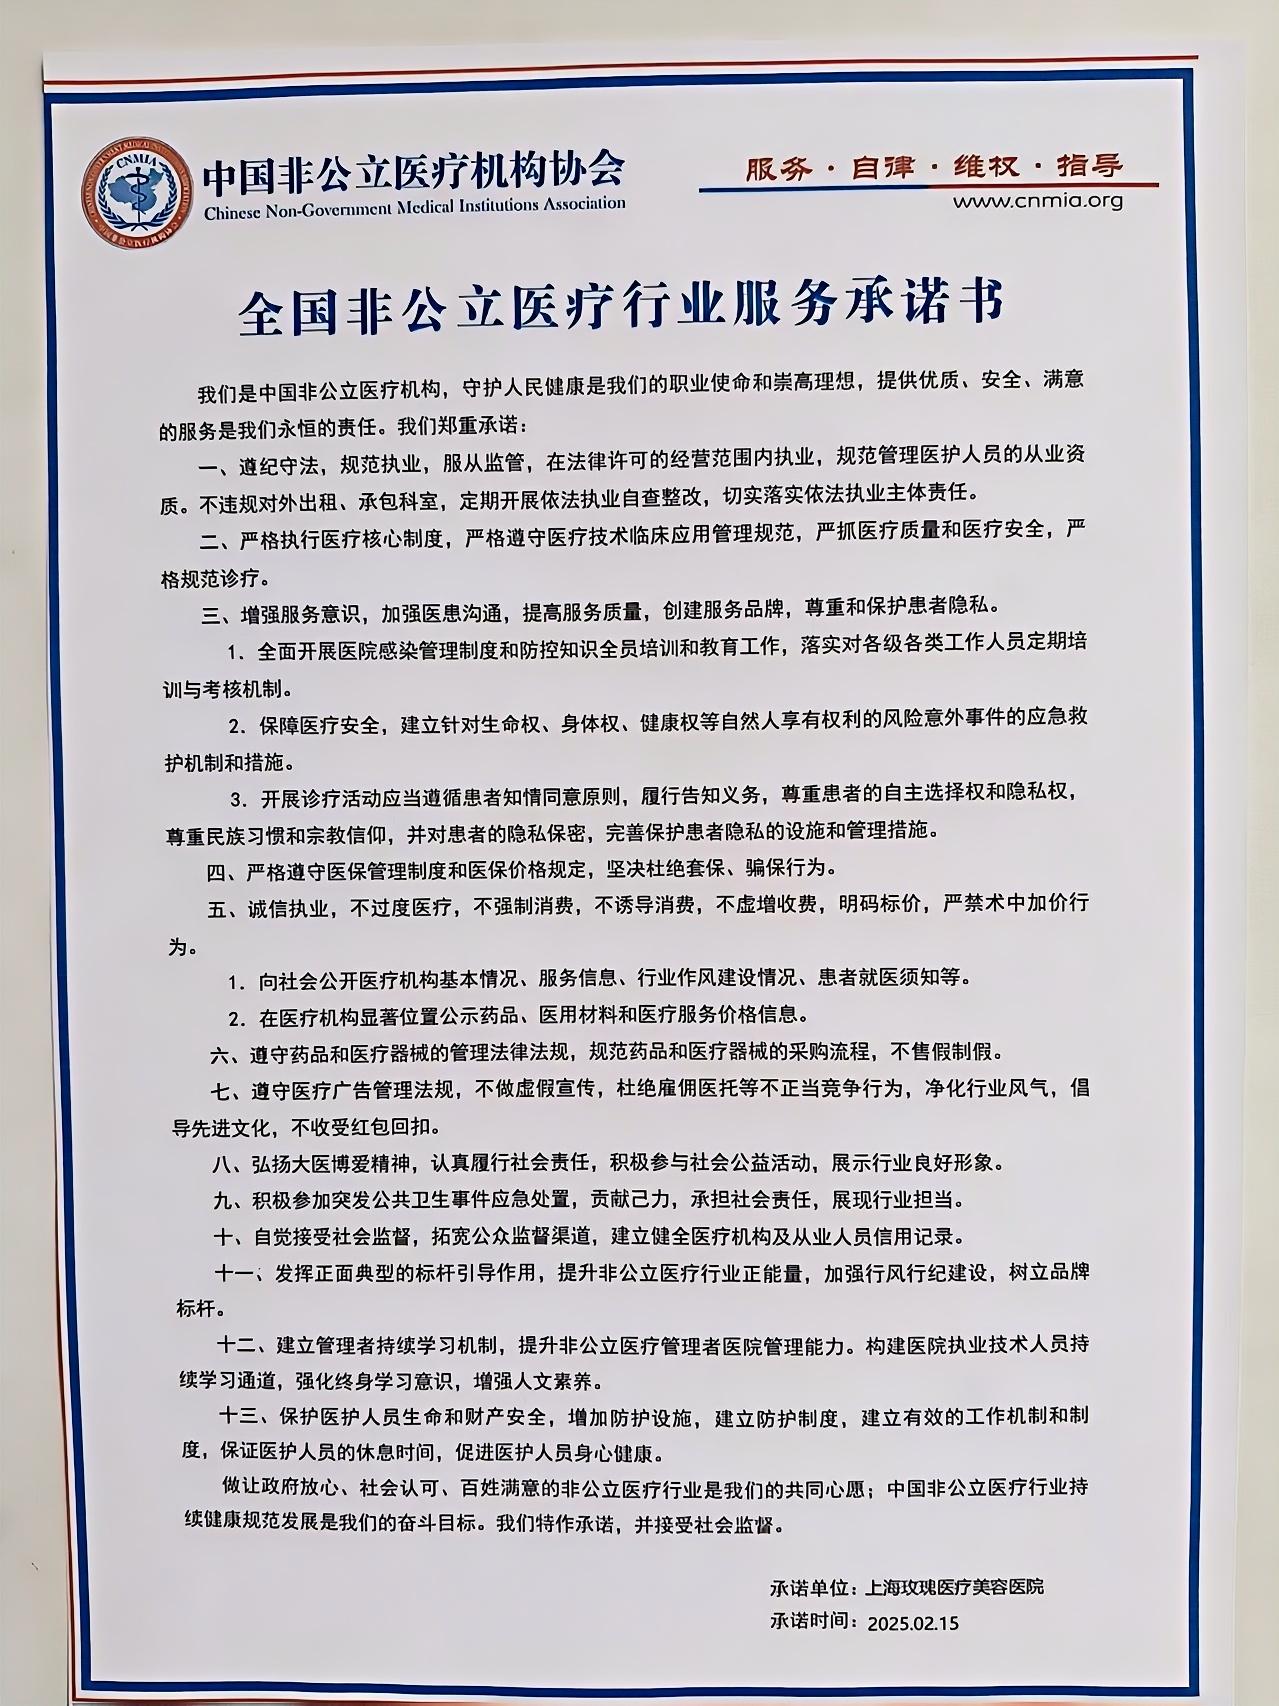 CNMIA
中国非公立医疗机构协会
Chinese Non-Government Medical Institutions Association
服务·自律·维权·指导
www.cnmia.org
全国非公立医疗行业服务承诺书
我们是中国非公立医疗机构，守护人民健康是我们的职业使命和崇高理想，提供优质、安全、满意
的服务是我们永恒的责任。我们郑重承诺：
一、遵纪守法，规范执业，服从监管，在法律许可的经营范围内执业，规范管理医护人员的从业资
质。不违规对外出租、承包科室，定期开展依法执业自查整改，切实落实依法执业主体责任。
二、严格执行医疗核心制度，严格遵守医疗技术临床应用管理规范，严抓医疗质量和医疗安全，严
格规范诊疗。
三、增强服务意识，加强医患沟通，提高服务质量，创建服务品牌，尊重和保护患者隐私。
1．全面开展医院感染管理制度和防控知识全员培训和教育工作，落实对各级各类工作人员定期培
训与考核机制。
2．保障医疗安全，建立针对生命权、身体权、健康权等自然人享有权利的风险意外事件的应急救
护机制和措施。
3．开展诊疗活动应当遵循患者知情同意原则，履行告知义务，尊重患者的自主选择权和隐私权，
尊重民族习惯和宗教信仰，并对患者的隐私保密，完善保护患者隐私的设施和管理措施。
四、严格遵守医保管理制度和医保价格规定，坚决杜绝套保、骗保行为。
五、诚信执业，不过度医疗，不强制消费，不诱导消费，不虚增收费，明码标价，严禁术中加价行
为。
1．向社会公开医疗机构基本情况、服务信息、行业作风建设情况、患者就医须知等。
2．在医疗机构显著位置公示药品、医用材料和医疗服务价格信息。
六、遵守药品和医疗器械的管理法律法规，规范药品和医疗器械的采购流程，不售假制假。
七、遵守医疗广告管理法规，不做虚假宣传，杜绝雇佣医托等不正当竞争行为，净化行业风气，倡
导先进文化，不收受红包回扣。
八、弘扬大医博爱精神，认真履行社会责任，积极参与社会公益活动，展示行业良好形象。
九、积极参加突发公共卫生事件应急处置，贡献己力，承担社会责任，展现行业担当。
十、自觉接受社会监督，拓宽公众监督渠道，建立健全医疗机构及从业人员信用记录。
十一、发挥正面典型的标杆引导作用，提升非公立医疗行业正能量，加强行风行纪建设，树立品牌
标杆。
十二、建立管理者持续学习机制，提升非公立医疗管理者医院管理能力。构建医院执业技术人员持
续学习通道，强化终身学习意识，增强人文素养。
十三、保护医护人员生命和财产安全，增加防护设施，建立防护制度，建立有效的工作机制和制
度，保证医护人员的休息时间，促进医护人员身心健康。
做让政府放心、社会认可、百姓满意的非公立医疗行业是我们的共同心愿；中国非公立医疗行业持
续健康规范发展是我们的奋斗目标。我们特作承诺，并接受社会监督。
承诺单位：上海玫瑰医疗美容医院
承诺时间：2025.02.15